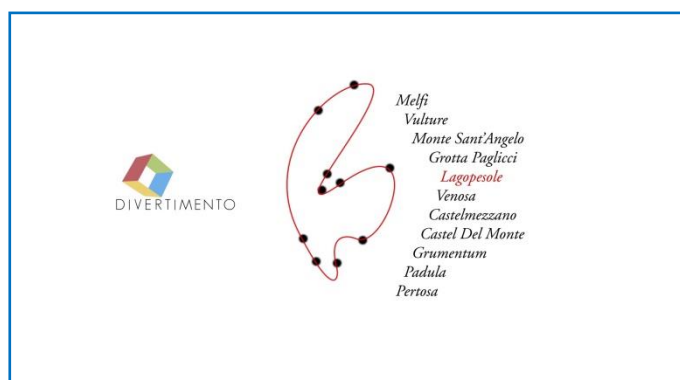 DIVERTIMENTO
Melfi
Vulture
Monte Sant'Angelo
Grotta Paglicci
Lagopesole
Venosa
Castelmezzano
Castel Del Monte
Grumentum
Padula
Pertosa